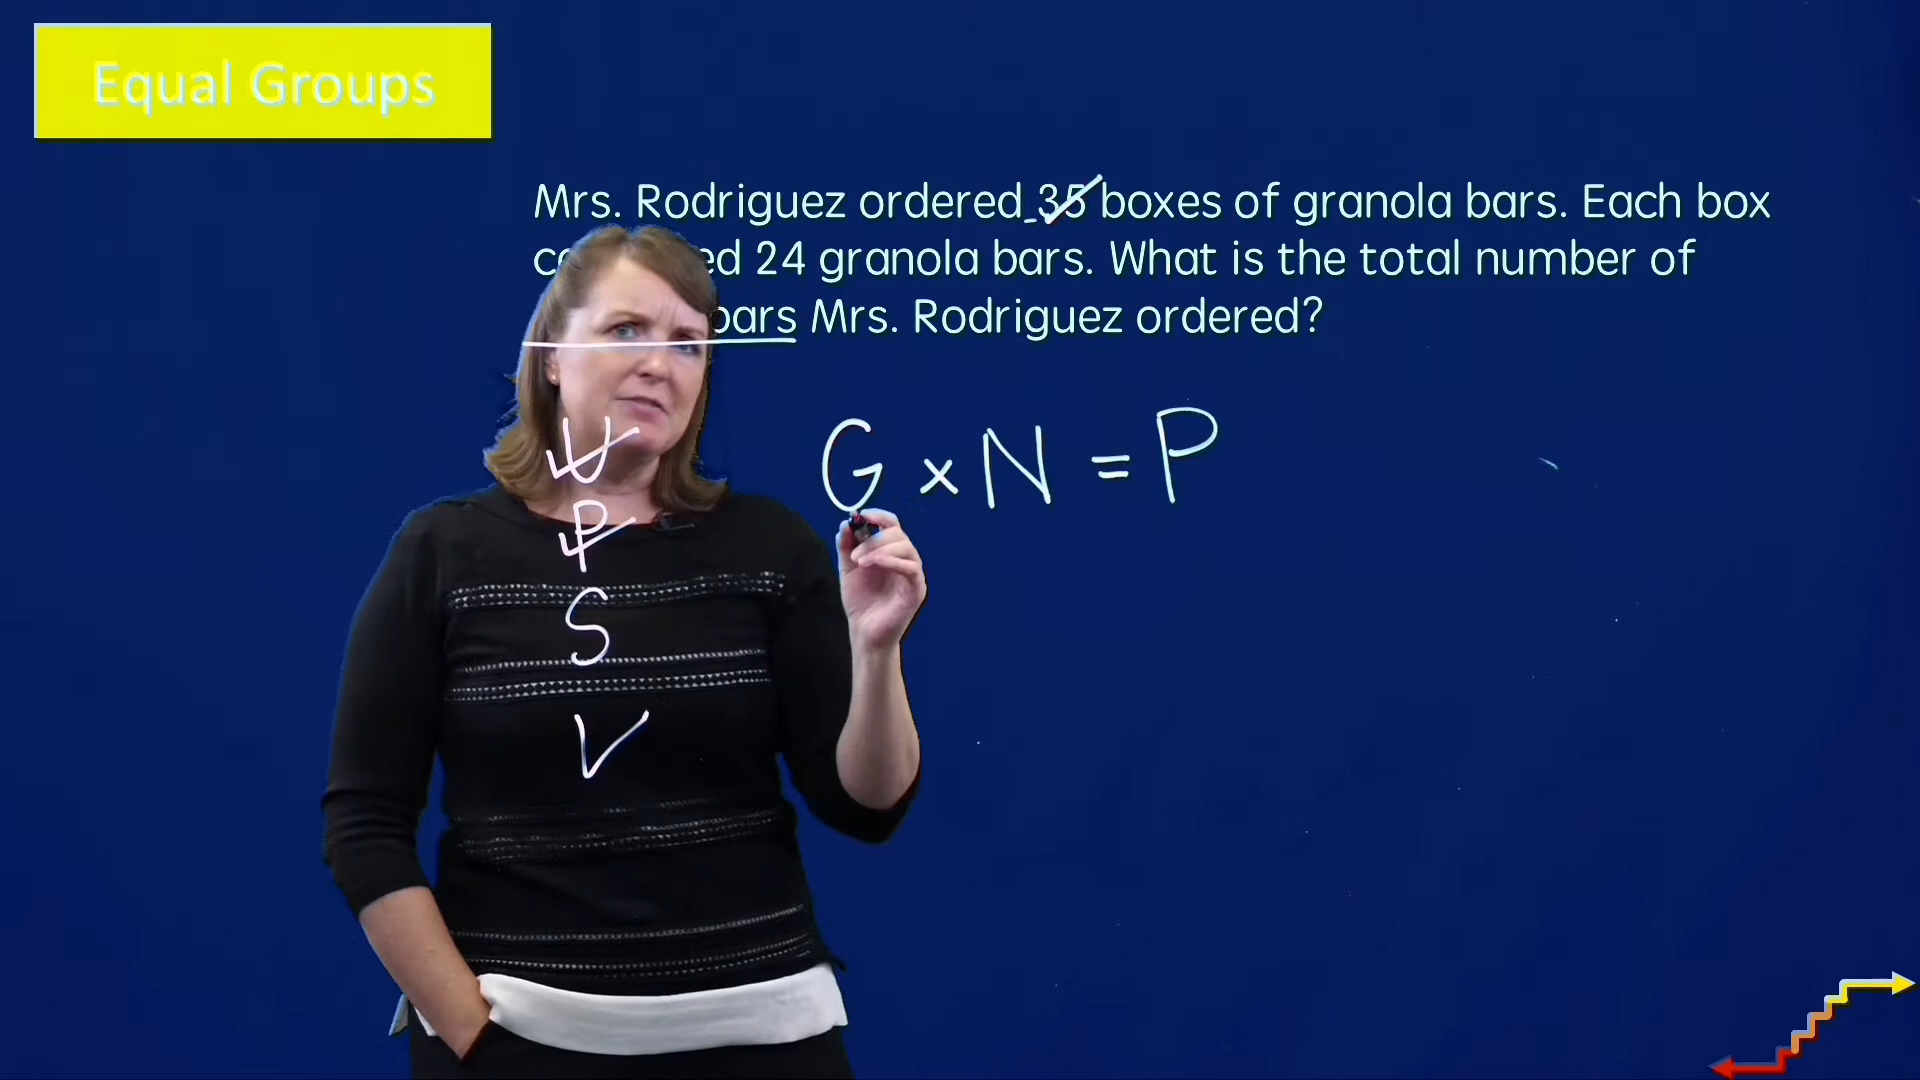 Equal Groups
Mrs. Rodriguez ordered 35 boxes of granola bars. Each box
24 granola bars. What is the total number of
bars Mrs. Rodriguez ordered?
G × N = P
U
P
S
V